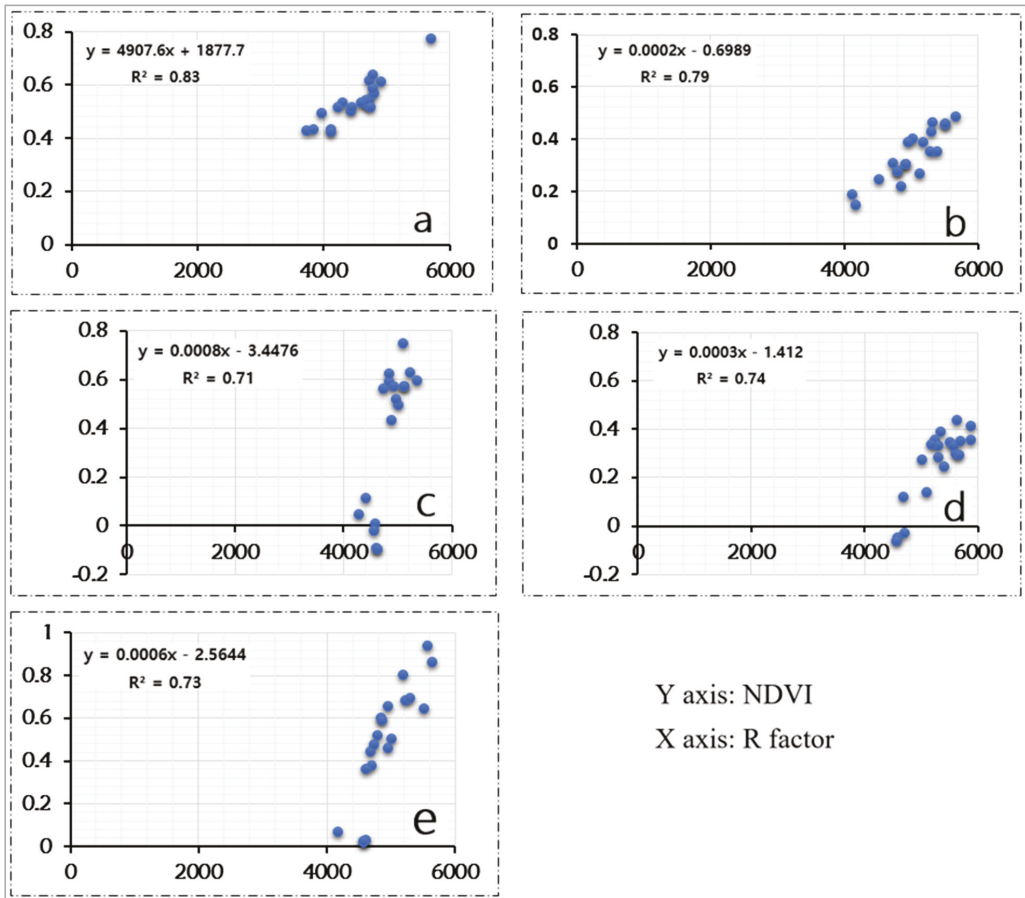 0.8
0.6
0.4
0.2
0
0
2000
4000
6000
y = 4907.6x + 1877.7
R² = 0.83
a
0.8
0.6
0.4
0.2
0
0
2000
4000
6000
y = 0.0002x - 0.6989
R² = 0.79
b
0.8
0.6
0.4
0.2
0
-0.2
0
2000
4000
6000
y = 0.0008x - 3.4476
R² = 0.71
c
0.8
0.6
0.4
0.2
0
-0.2
0
2000
4000
6000
y = 0.0003x - 1.412
R² = 0.74
d
1
0.8
0.6
0.4
0.2
0
0
2000
4000
6000
y = 0.0006x - 2.5644
R² = 0.73
e
Y axis: NDVI
X axis: R factor